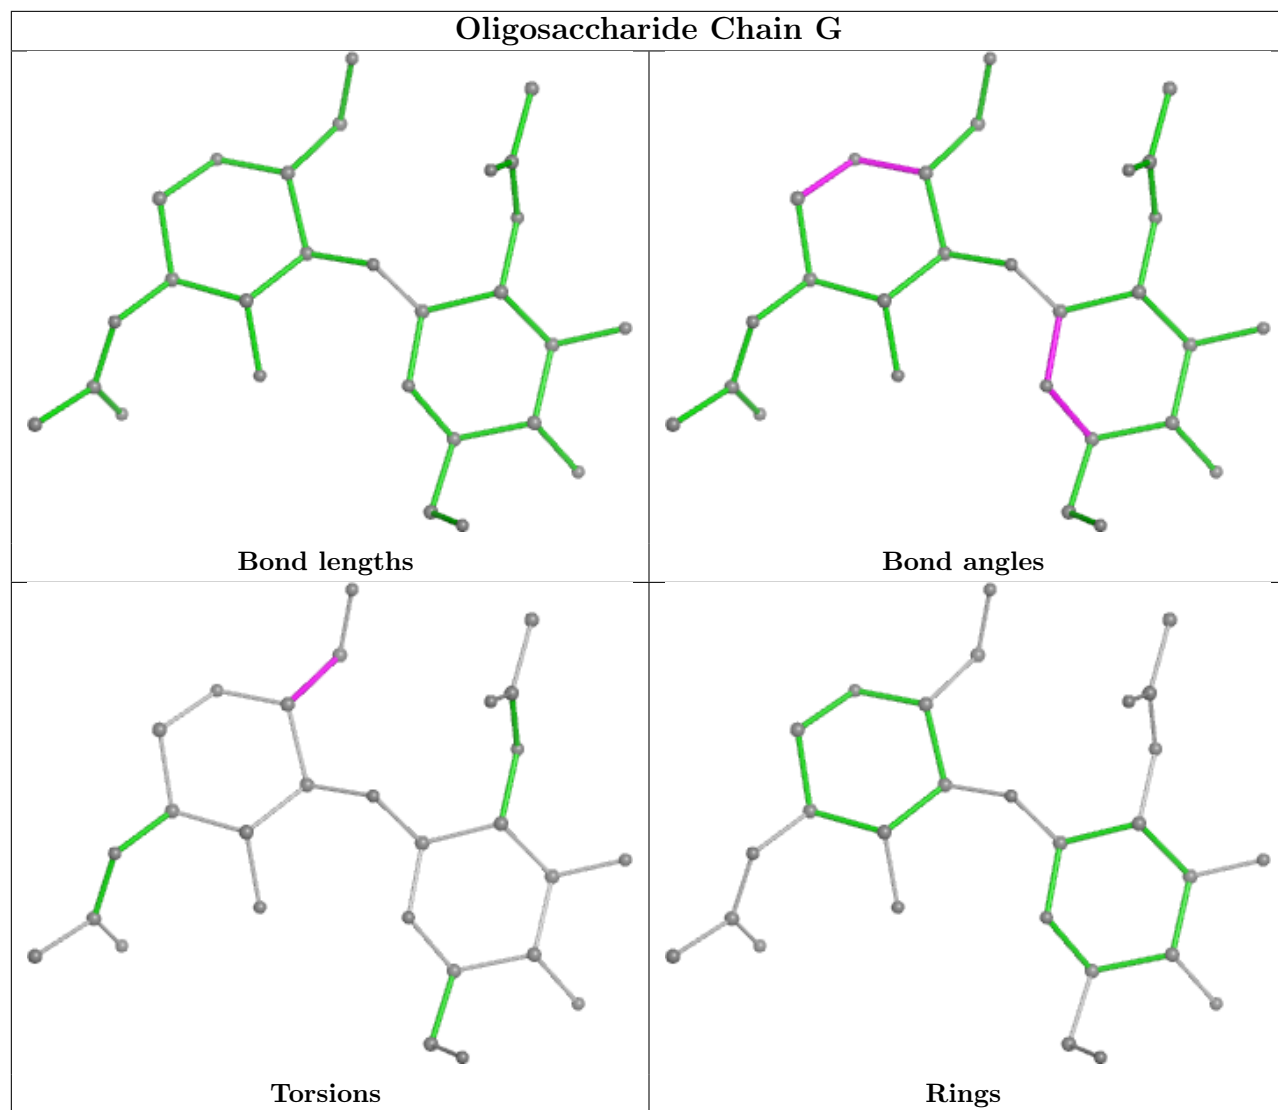 Oligosaccharide Chain G
Bond lengths
Bond angles
Torsions
Rings